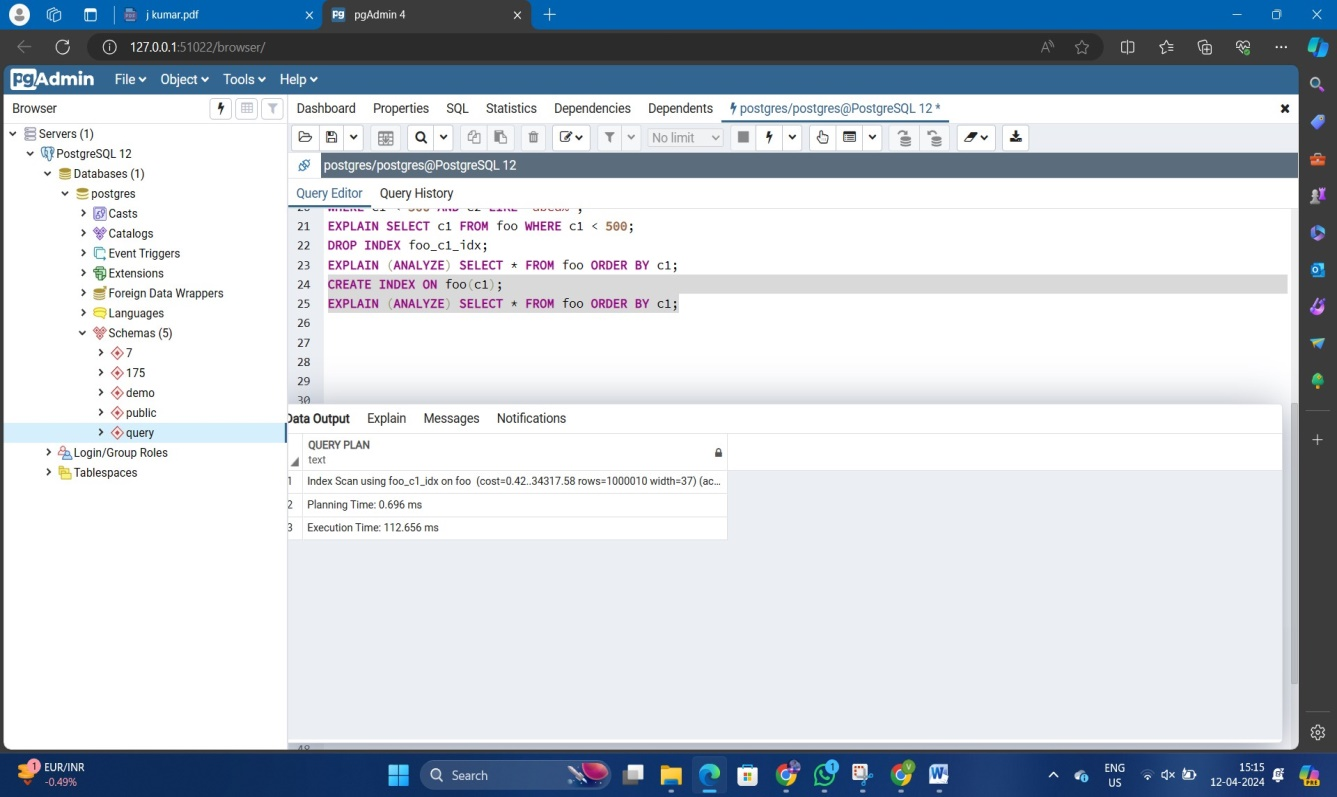 j kumar.pdf
pgAdmin 4
127.0.0.1:51022/browser/
pgAdmin File Object Tools Help
Browser
Dashboard Properties SQL Statistics Dependencies Dependents postgres/postgres@PostgreSQL 12 *
Servers (1)
PostgreSQL 12
Databases (1)
postgres
Casts
Catalogs
Event Triggers
Extensions
Foreign Data Wrappers
Languages
Schemas (5)
7
175
demo
public
query
Login/Group Roles
Tablespaces
No limit
postgres/postgres@PostgreSQL 12
Query Editor Query History
21 EXPLAIN SELECT c1 FROM foo WHERE c1 < 500;
22 DROP INDEX foo_c1_idx;
23 EXPLAIN (ANALYZE) SELECT * FROM foo ORDER BY c1;
24 CREATE INDEX ON foo(c1);
25 EXPLAIN (ANALYZE) SELECT * FROM foo ORDER BY c1;
26
27
28
29
30
Data Output Explain Messages Notifications
QUERY PLAN
text
1 Index Scan using foo_c1_idx on foo (cost=0.42..34317.58 rows=1000010 width=37) (ac...
2 Planning Time: 0.696 ms
3 Execution Time: 112.656 ms
1 EUR/INR
-0.49%
Search
1
ENG
US
15:15
12-04-2024